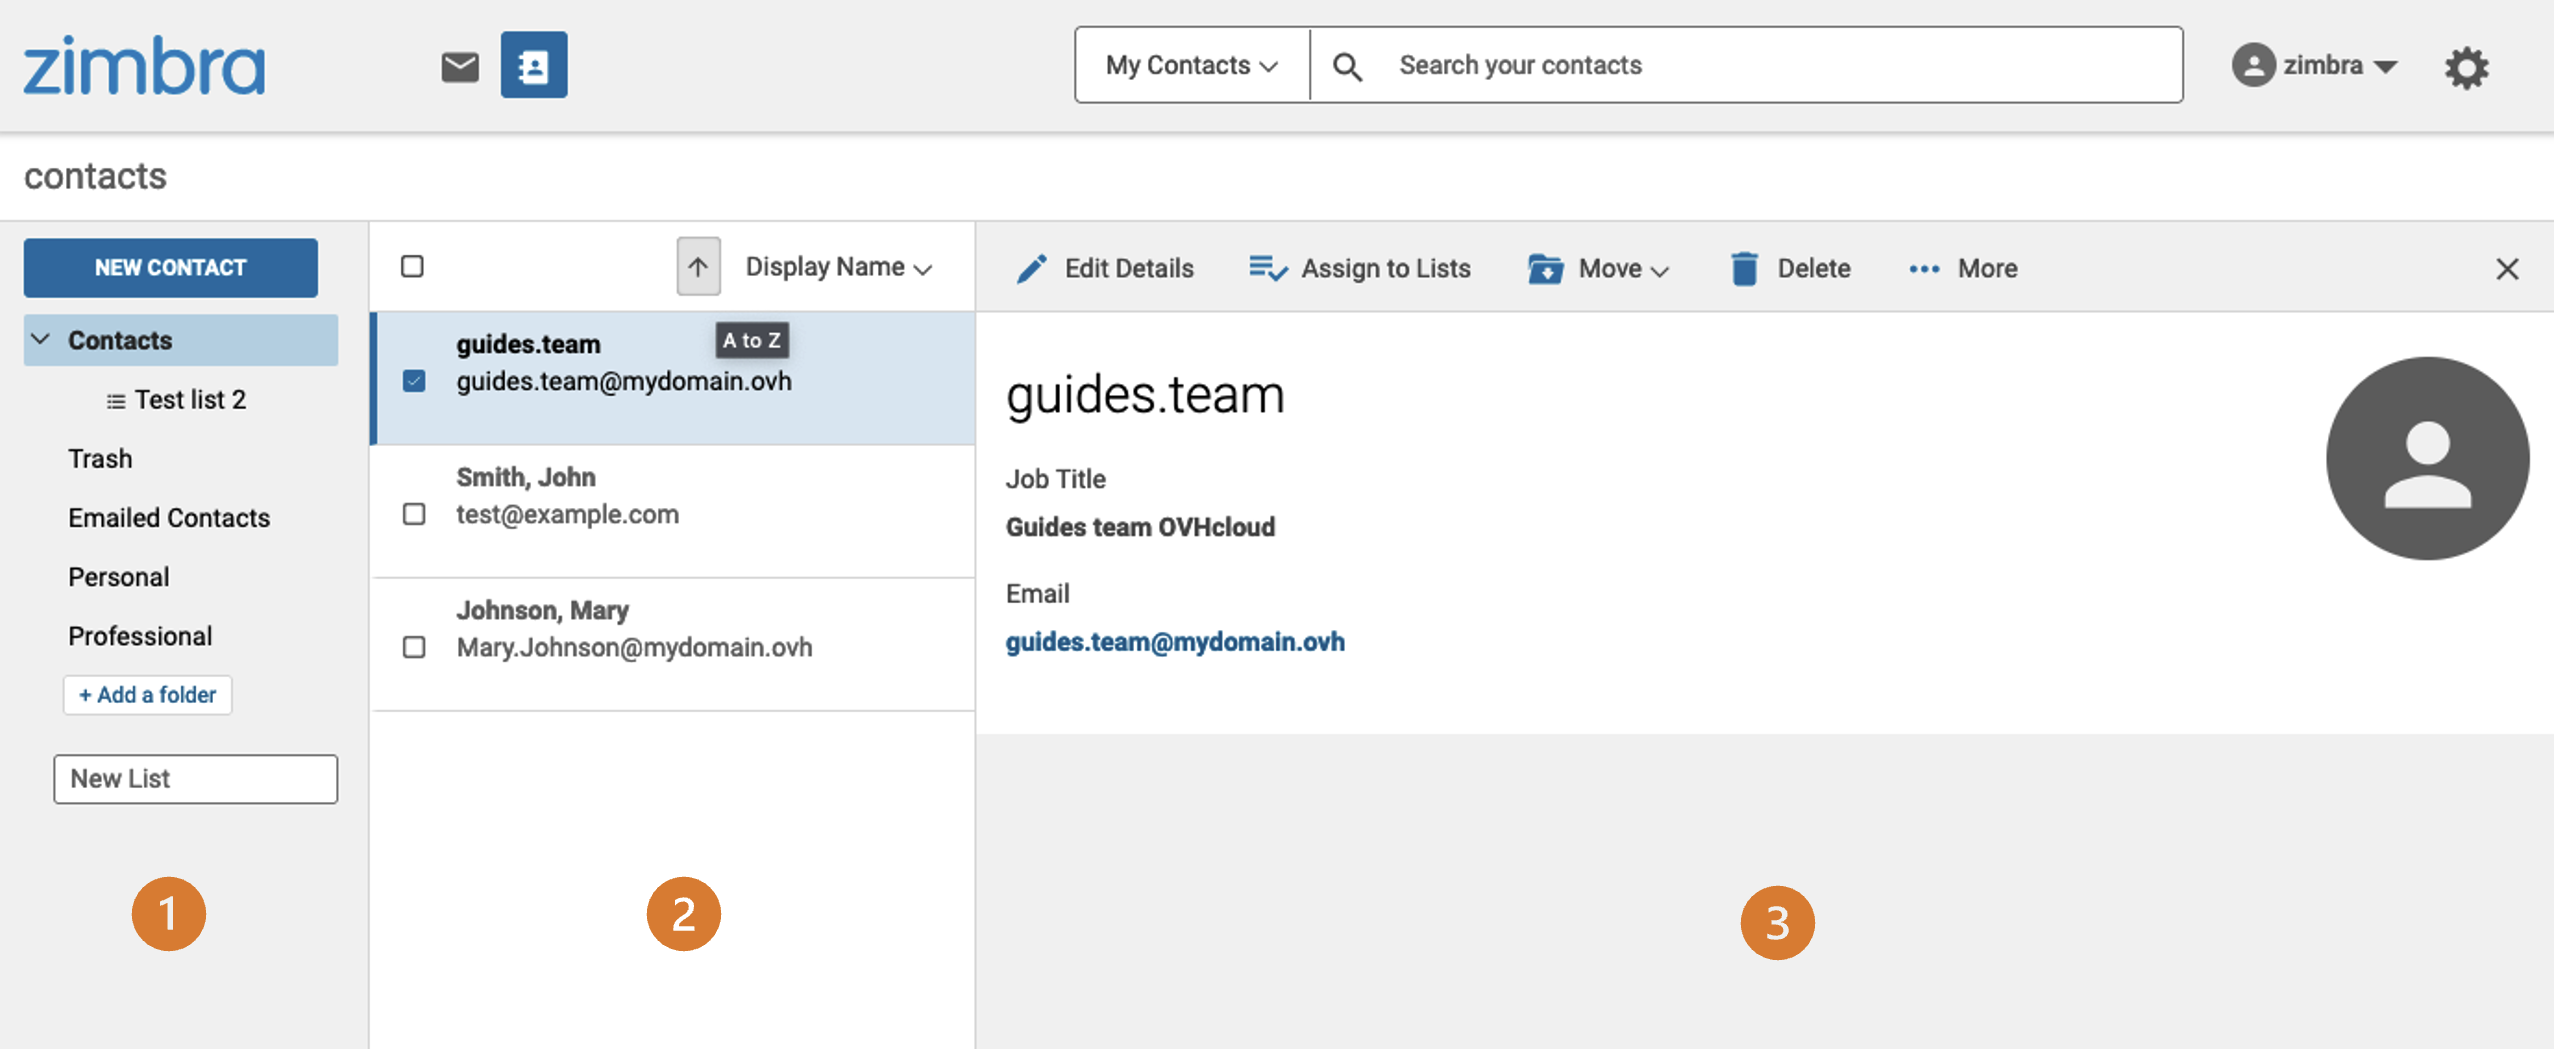 zimbra
My Contacts
Search your contacts
zimbra
contacts
NEW CONTACT
Contacts
Test list 2
Trash
Emailed Contacts
Personal
Professional
+ Add a folder
New List
1
Display Name
A to Z
guides.team
guides.team@mydomain.ovh
Smith, John
test@example.com
Johnson, Mary
Mary.Johnson@mydomain.ovh
2
Edit Details
Assign to Lists
Move
Delete
More
guides.team
Job Title
Guides team OVHcloud
Email
guides.team@mydomain.ovh
3